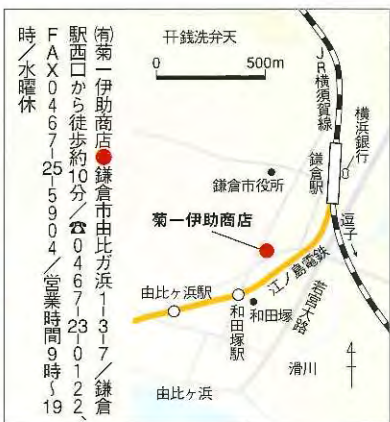 ㈲菊一伊助商店●鎌倉市由比ガ浜1-3-7/鎌倉
駅西口から徒歩約10分/☎0467-23-0122、
FAX0467-25-5904/営業時間9時〜19
時/水曜休
銭洗弁天
0 500m
JR横須賀線
横浜銀行
鎌倉駅
鎌倉市役所
逗子
菊一伊助商店
江ノ島電鉄
若宮大路
由比ヶ浜駅
和田塚
和田塚駅
滑川
4
由比ヶ浜